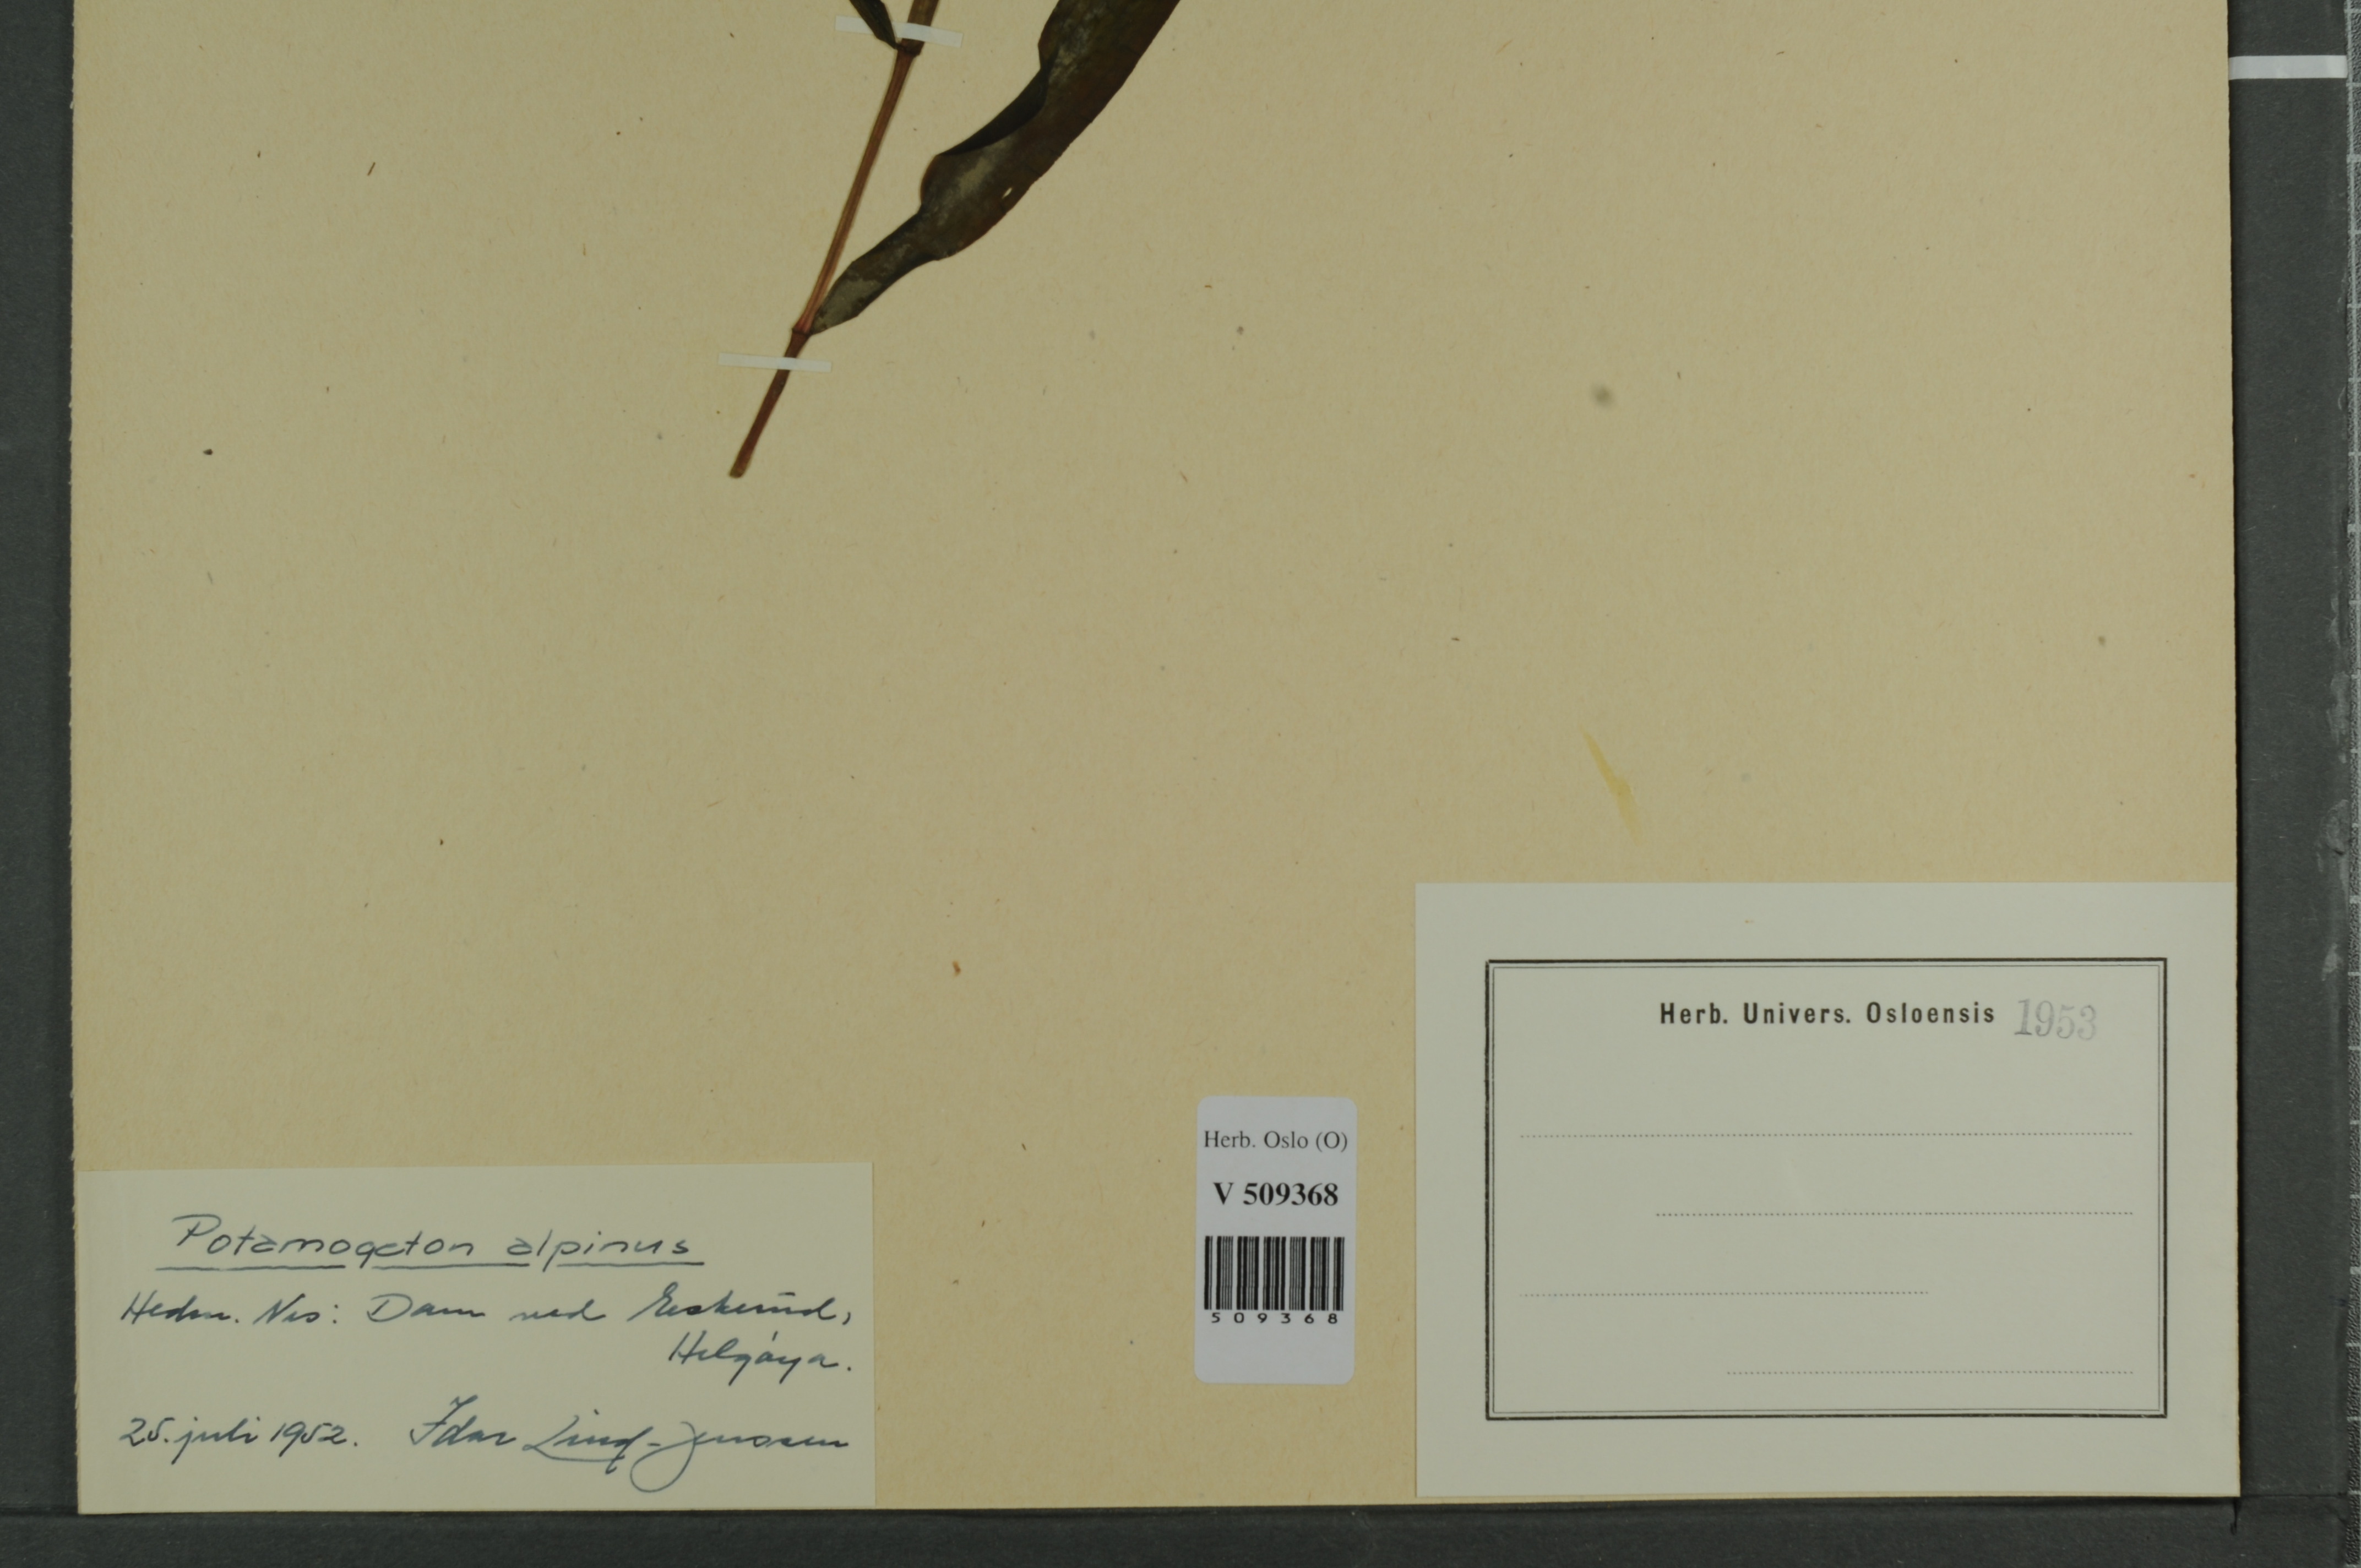 Potamogeton alpinus
Hedm. Nes: Dam ved Eskerud,
Helgøya.
25. juli 1952. Idar Lind-Jenssen
Herb. Oslo (O)
V 509368
509368
Herb. Univers. Osloensis 1953